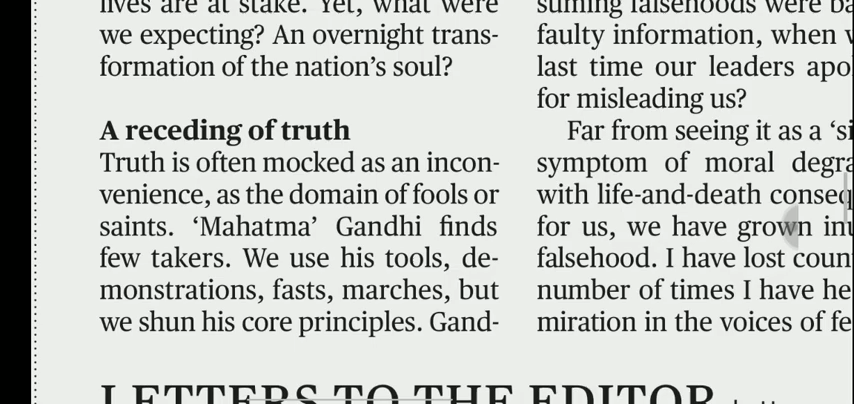 lives are at stake. Yet, what were
we expecting? An overnight trans-
formation of the nation's soul?
A receding of truth
Truth is often mocked as an incon-
venience, as the domain of fools or
saints. ‘Mahatma’ Gandhi finds
few takers. We use his tools, de-
monstrations, fasts, marches, but
we shun his core principles. Gand-
suming falsehoods were ba
faulty information, when
last time our leaders apo
for misleading us?
Far from seeing it as a ‘si
symptom of moral degra
with life-and-death conseq
for us, we have grown inu
falsehood. I have lost coun
number of times I have he
miration in the voices of fe
LETTERS TO THE EDITOR